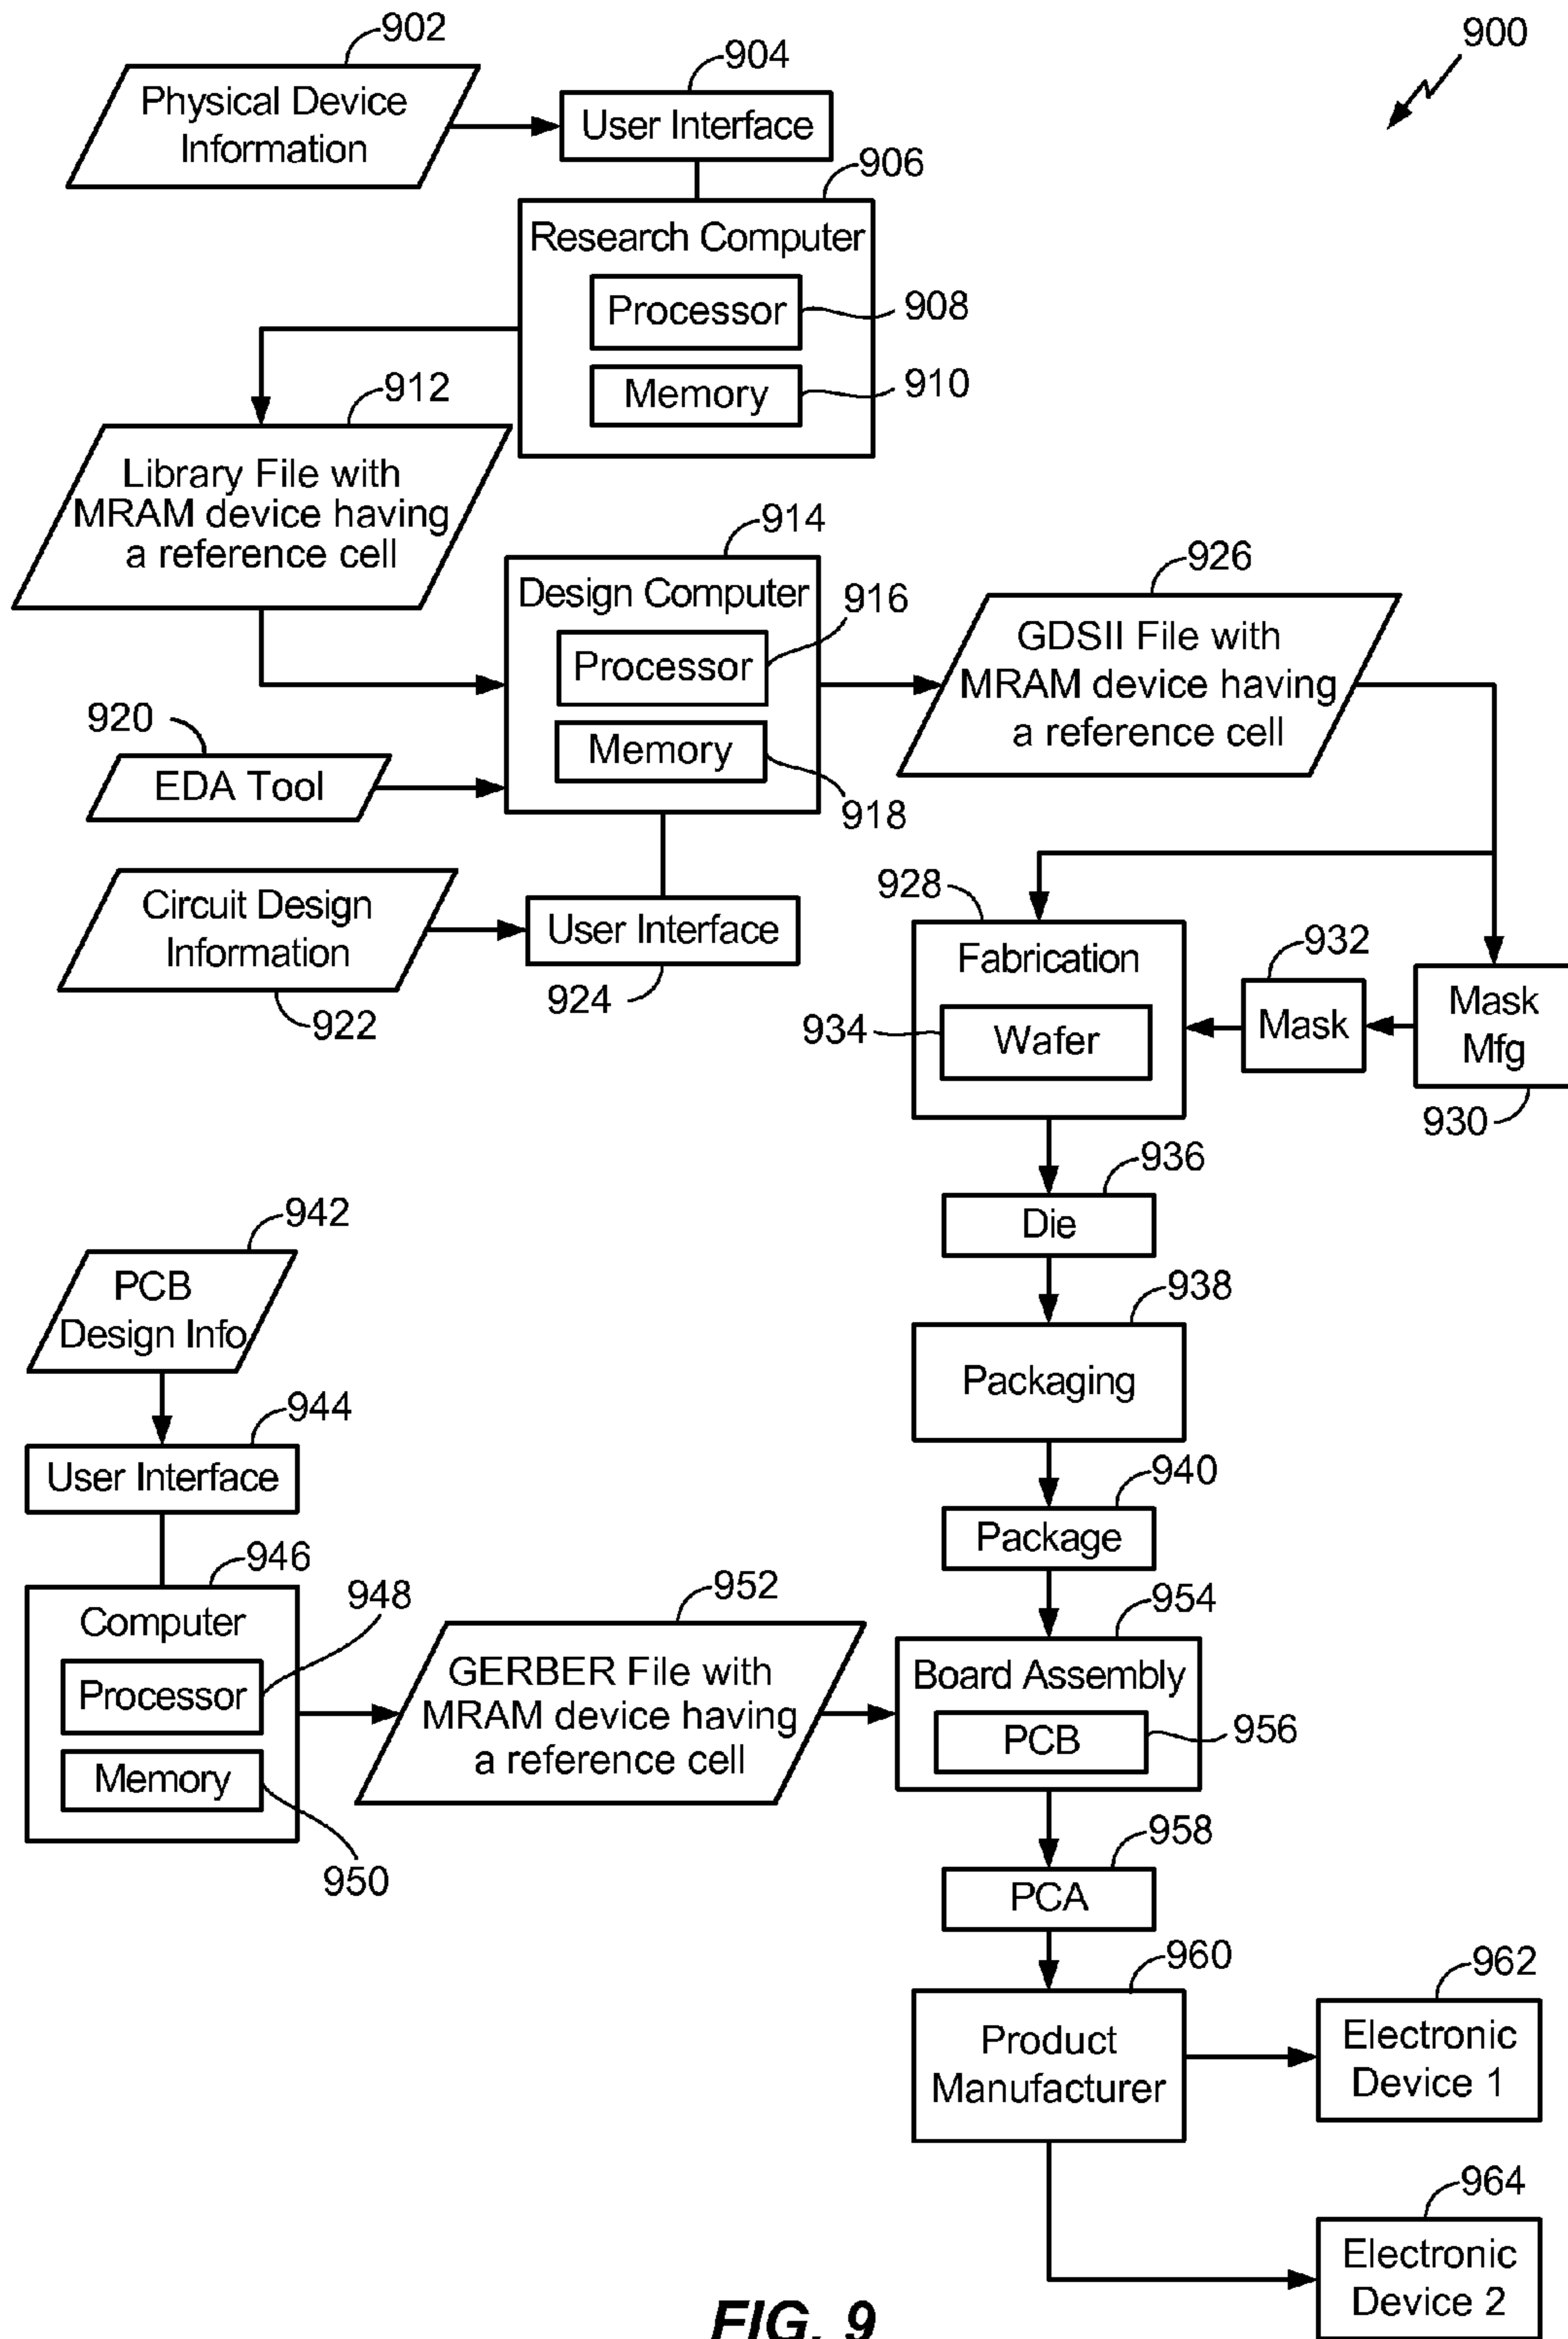 902
900
904
Physical Device
Information
User Interface
906
Research Computer
Processor
908
912
Memory
910
Library File with
MRAM device having
a reference cell
914
926
Design Computer
916
GDSII File with
MRAM device having
a reference cell
Processor
920
Memory
EDA Tool
918
928
Circuit Design
Information
User Interface
932
Fabrication
924
Mask
Mfg
922
934
Wafer
Mask
930
936
942
Die
PCB
Design Info
938
944
Packaging
User Interface
940
Package
946
948
952
954
Computer
GERBER File with
MRAM device having
a reference cell
Board Assembly
Processor
PCB
956
Memory
958
950
PCA
960
962
Product
Manufacturer
Electronic
Device 1
964
Electronic
Device 2
FIG. 9